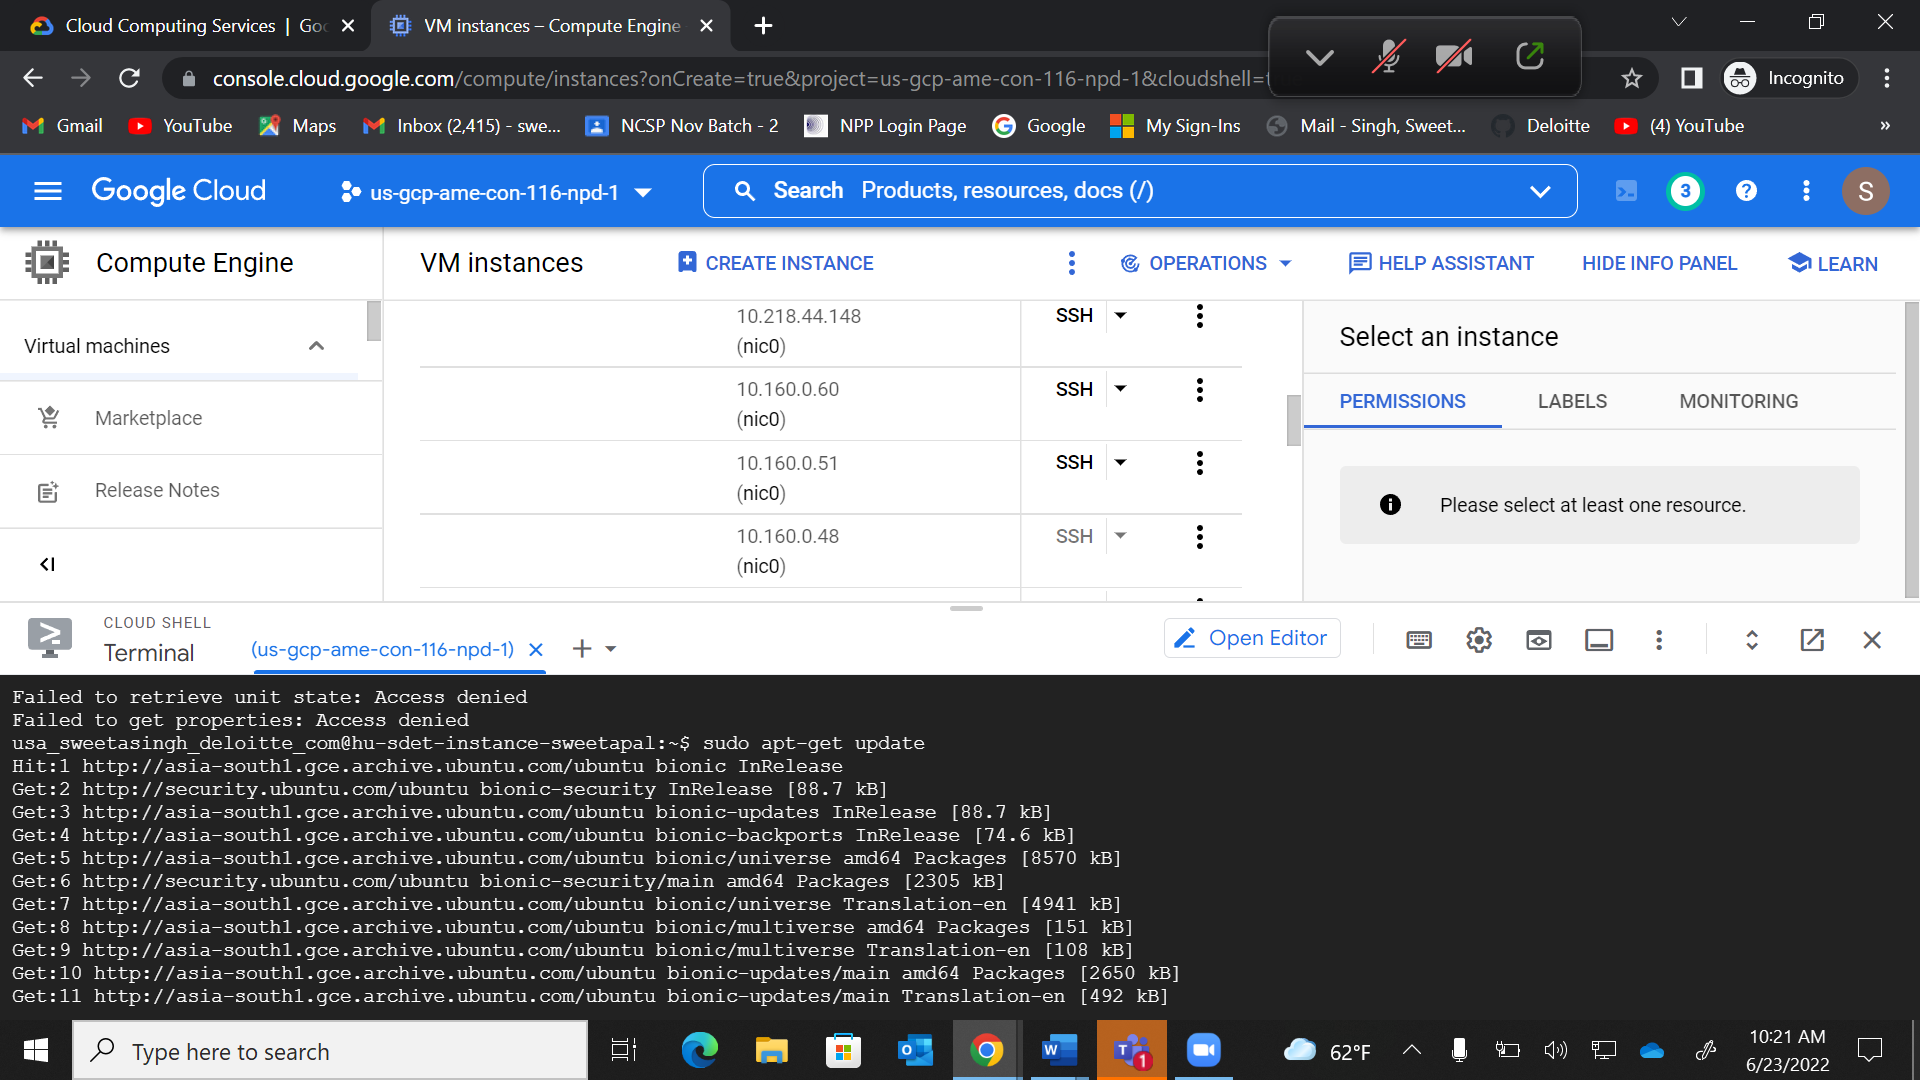 Cloud Computing Services | Goo
VM instances – Compute Engine
console.cloud.google.com/compute/instances?onCreate=true&project=us-gcp-ame-con-116-npd-1&cloudshell=
Incognito
Gmail
YouTube
Maps
Inbox (2,415) - swe...
NCSP Nov Batch - 2
NPP Login Page
Google
My Sign-Ins
Mail - Singh, Sweet...
Deloitte
(4) YouTube
»
Google Cloud
us-gcp-ame-con-116-npd-1
Search Products, resources, docs (/)
3
S
Compute Engine
VM instances
CREATE INSTANCE
OPERATIONS
HELP ASSISTANT
HIDE INFO PANEL
LEARN
Virtual machines
Marketplace
Release Notes
10.218.44.148
(nic0)
SSH
10.160.0.60
(nic0)
SSH
10.160.0.51
(nic0)
SSH
10.160.0.48
(nic0)
SSH
Select an instance
PERMISSIONS
LABELS
MONITORING
Please select at least one resource.
CLOUD SHELL
Terminal
(us-gcp-ame-con-116-npd-1)
Open Editor
Failed to retrieve unit state: Access denied
Failed to get properties: Access denied
usa_sweetasingh_deloitte_com@hu-sdet-instance-sweetapal:~$ sudo apt-get update
Hit:1 http://asia-south1.gce.archive.ubuntu.com/ubuntu bionic InRelease
Get:2 http://security.ubuntu.com/ubuntu bionic-security InRelease [88.7 kB]
Get:3 http://asia-south1.gce.archive.ubuntu.com/ubuntu bionic-updates InRelease [88.7 kB]
Get:4 http://asia-south1.gce.archive.ubuntu.com/ubuntu bionic-backports InRelease [74.6 kB]
Get:5 http://asia-south1.gce.archive.ubuntu.com/ubuntu bionic/universe amd64 Packages [8570 kB]
Get:6 http://security.ubuntu.com/ubuntu bionic-security/main amd64 Packages [2305 kB]
Get:7 http://asia-south1.gce.archive.ubuntu.com/ubuntu bionic/universe Translation-en [4941 kB]
Get:8 http://asia-south1.gce.archive.ubuntu.com/ubuntu bionic/multiverse amd64 Packages [151 kB]
Get:9 http://asia-south1.gce.archive.ubuntu.com/ubuntu bionic/multiverse Translation-en [108 kB]
Get:10 http://asia-south1.gce.archive.ubuntu.com/ubuntu bionic-updates/main amd64 Packages [2650 kB]
Get:11 http://asia-south1.gce.archive.ubuntu.com/ubuntu bionic-updates/main Translation-en [492 kB]
Type here to search
1
62°F
10:21 AM
6/23/2022